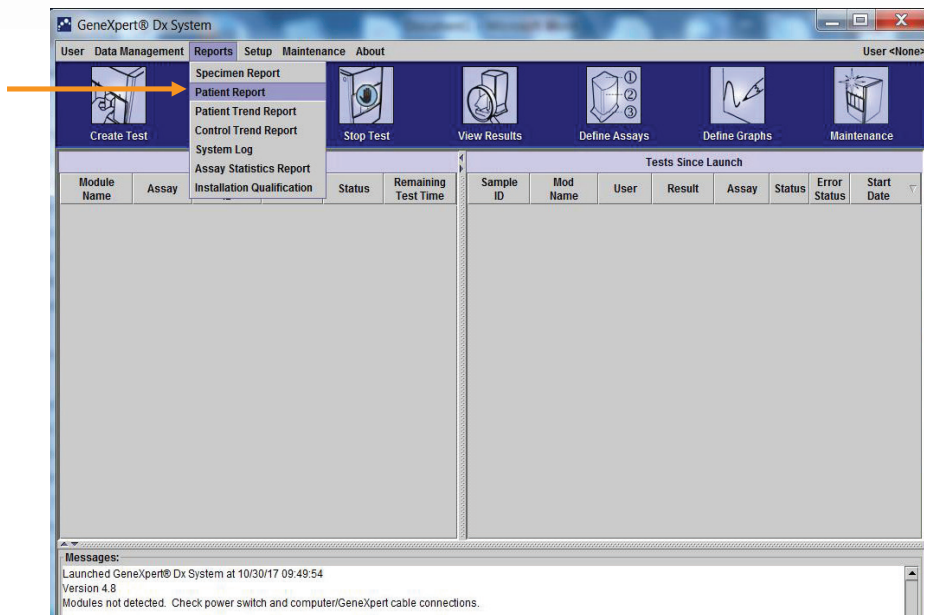 GeneXpert® Dx System
User Data Management Reports Setup Maintenance About User <None>
Specimen Report
Patient Report
Patient Trend Report
Control Trend Report
System Log
Assay Statistics Report
Installation Qualification
Create Test Stop Test View Results Define Assays Define Graphs Maintenance
1
2
3
Tests Since Launch
Module Name Assay Status Remaining Test Time
Sample ID Mod Name User Result Assay Status Error Status Start Date
Messages:
Launched GeneXpert® Dx System at 10/30/17 09:49:54
Version 4.8
Modules not detected. Check power switch and computer/GeneXpert cable connections.